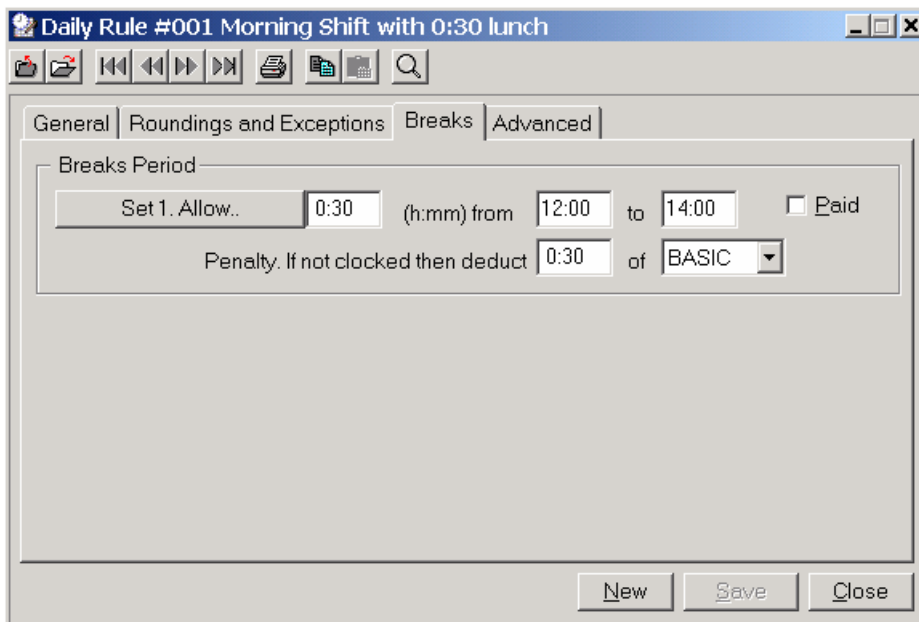 Daily Rule #001 Morning Shift with 0:30 lunch
General Roundings and Exceptions Breaks Advanced
Breaks Period
Set 1. Allow.. 0:30 (h:mm) from 12:00 to 14:00 Paid
Penalty. If not clocked then deduct 0:30 of BASIC
New Save Close